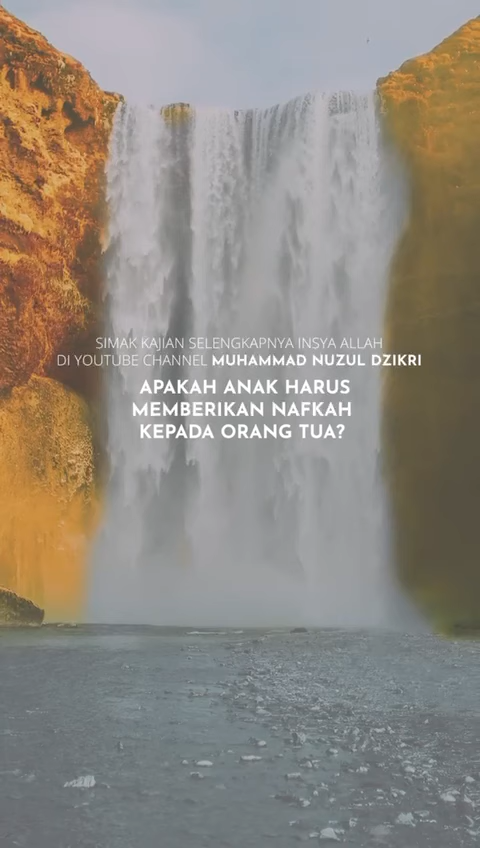 SIMAK KAJIAN SELENGKAPNYA INSYA ALLAH
DI YOUTUBE CHANNEL MUHAMMAD NUZUL DZIKRI
APAKAH ANAK HARUS
MEMBERIKAN NAFKAH
KEPADA ORANG TUA?